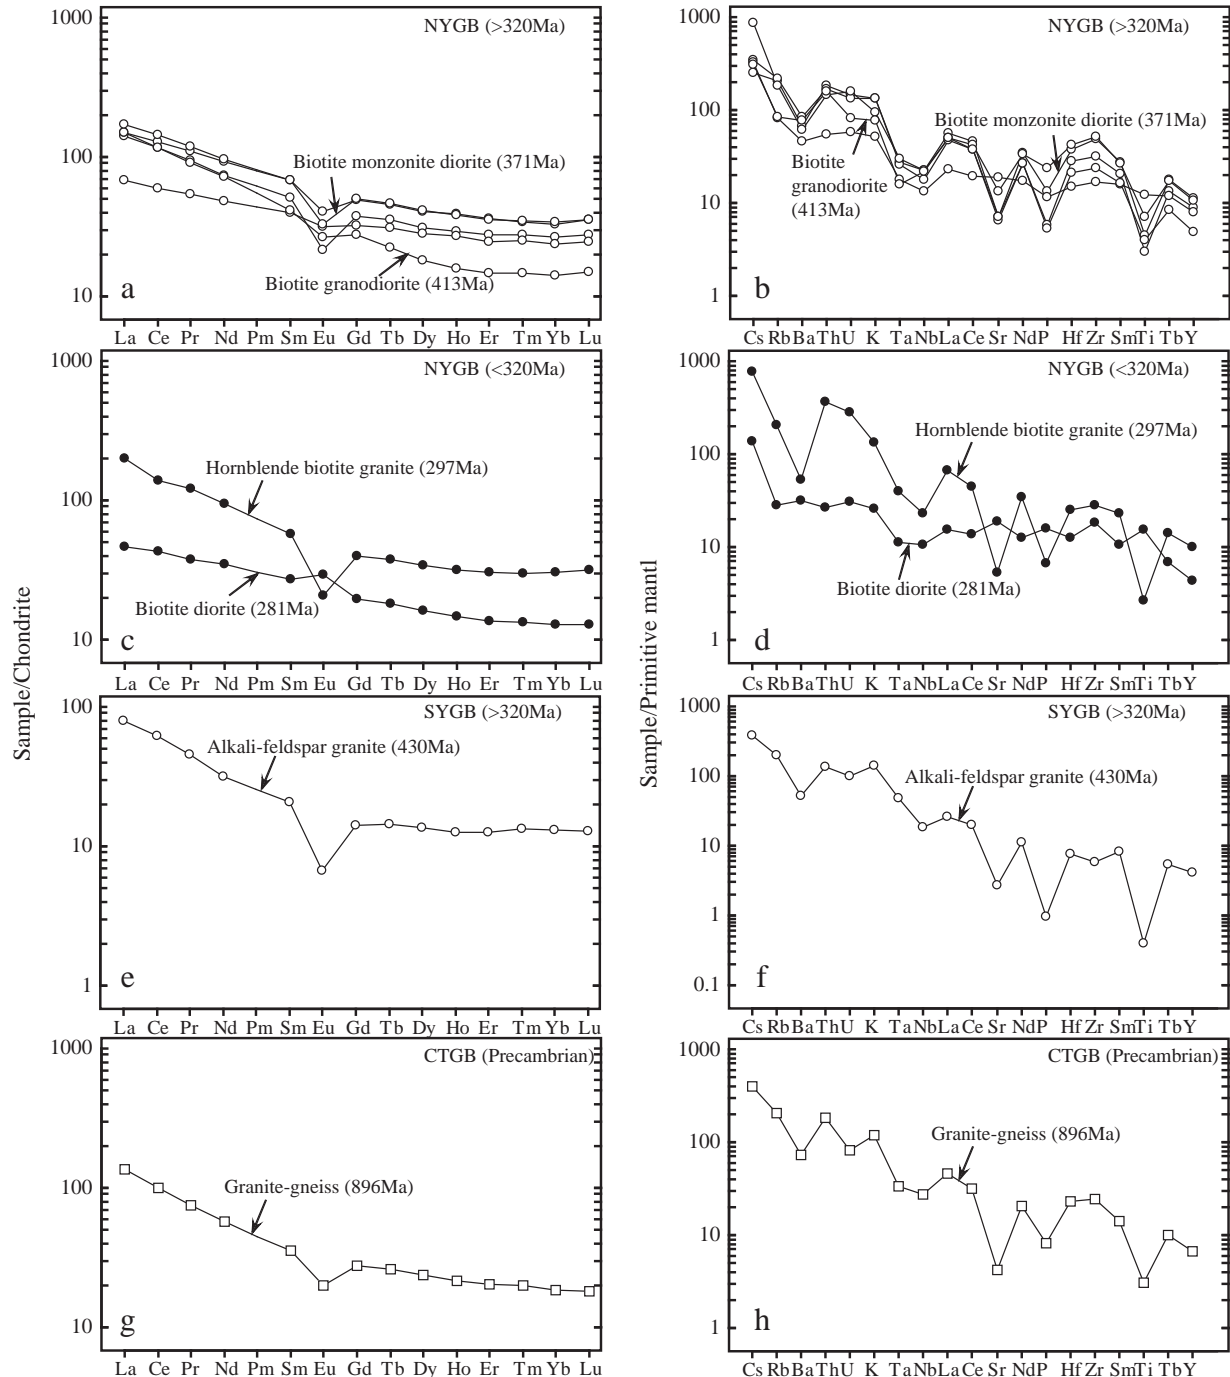 1000
100
10
NYGB (>320Ma)
Biotite monzonite diorite (371Ma)
Biotite granodiorite (413Ma)
a
La Ce Pr Nd Pm Sm Eu Gd Tb Dy Ho Er Tm Yb Lu
1000
100
10
1
NYGB (>320Ma)
Biotite monzonite diorite (371Ma)
Biotite
granodiorite
(413Ma)
b
Cs Rb Ba Th U K Ta Nb La Ce Sr Nd P Hf Zr Sm Ti Tb Y
1000
100
10
NYGB (<320Ma)
Hornblende biotite granite (297Ma)
Biotite diorite (281Ma)
c
La Ce Pr Nd Pm Sm Eu Gd Tb Dy Ho Er Tm Yb Lu
1000
100
10
1
NYGB (<320Ma)
Hornblende biotite granite (297Ma)
Biotite diorite (281Ma)
d
Cs Rb Ba Th U K Ta Nb La Ce Sr Nd P Hf Zr Sm Ti Tb Y
Sample/Chondrite
Sample/Primitive mantl
100
10
1
SYGB (>320Ma)
Alkali-feldspar granite (430Ma)
e
La Ce Pr Nd Pm Sm Eu Gd Tb Dy Ho Er Tm Yb Lu
1000
100
10
1
0.1
SYGB (>320Ma)
Alkali-feldspar granite (430Ma)
f
Cs Rb Ba Th U K Ta Nb La Ce Sr Nd P Hf Zr Sm Ti Tb Y
1000
100
10
CTGB (Precambrian)
Granite-gneiss (896Ma)
g
La Ce Pr Nd Pm Sm Eu Gd Tb Dy Ho Er Tm Yb Lu
1000
100
10
1
CTGB (Precambrian)
Granite-gneiss (896Ma)
h
Cs Rb Ba Th U K Ta Nb La Ce Sr Nd P Hf Zr Sm Ti Tb Y